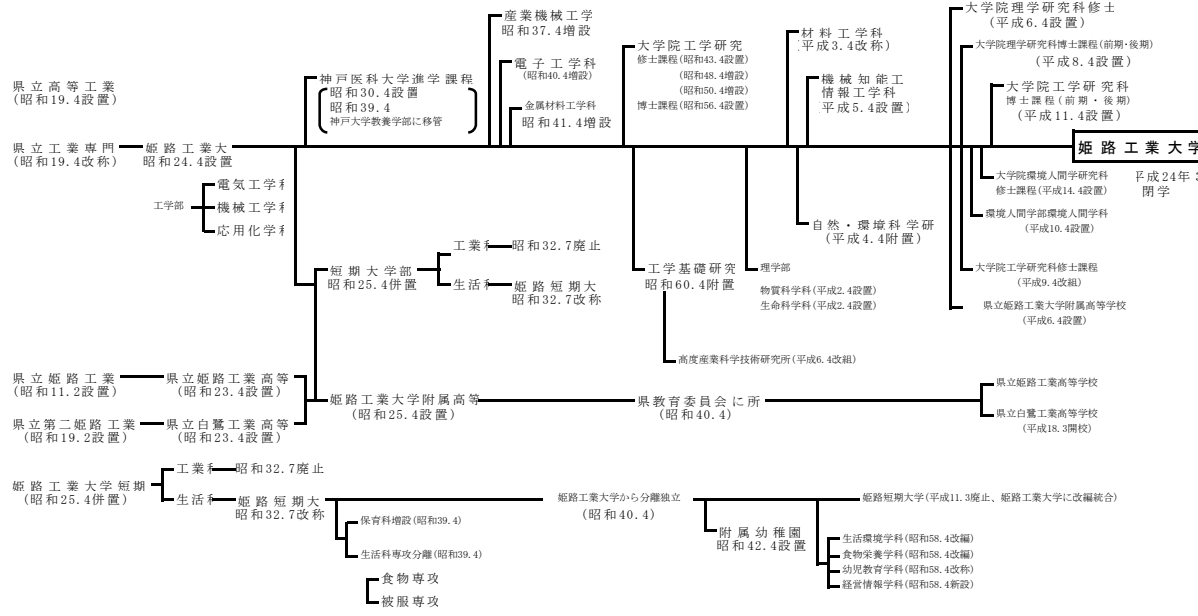 県立高等工業
(昭和19.4設置)
県立工業専門
(昭和19.4改称)
姫路工業大
昭和24.4設置
工学部
電気工学科
機械工学科
応用化学科
神戸医科大学進学課程
昭和30.4設置
昭和39.4
神戸大学教養学部に移管
産業機械工学
昭和37.4増設
電子工学科
(昭和40.4増設)
金属材料工学科
昭和41.4増設
大学院工学研究
修士課程(昭和43.4設置)
(昭和48.4増設)
(昭和50.4増設)
博士課程(昭和56.4設置)
材料工学科
(平成3.4改称)
機械知能工
情報工学科
平成5.4設置)
大学院理学研究科修士
(平成6.4設置)
大学院理学研究科博士課程(前期・後期)
(平成8.4設置)
大学院工学研究科
博士課程(前期・後期)
(平成11.4設置)
姫路工業大学
平成24年3
閉学
大学院環境人間学研究科
修士課程(平成14.4設置)
環境人間学部環境人間学科
(平成10.4設置)
大学院工学研究科修士課程
(平成9.4改組)
県立姫路工業大学附属高等学校
(平成6.4設置)
自然・環境科学研
(平成4.4附置)
理学部
物質科学科(平成2.4設置)
生命科学科(平成2.4設置)
工学基礎研究
昭和60.4附置
高度産業科学技術研究所(平成6.4改組)
短期大学部
昭和25.4併置
工業科
昭和32.7廃止
生活科
姫路短期大
昭和32.7改称
県立姫路工業
(昭和11.2設置)
県立姫路工業高等
(昭和23.4設置)
県立第二姫路工業
(昭和19.2設置)
県立白鷺工業高等
(昭和23.4設置)
姫路工業大学附属高等
(昭和25.4設置)
県教育委員会に所
(昭和40.4)
県立姫路工業高等学校
県立白鷺工業高等学校
(平成18.3開校)
姫路工業大学短期
(昭和25.4併置)
工業科
昭和32.7廃止
生活科
姫路短期大
昭和32.7改称
保育科増設(昭和39.4)
生活科専攻分離(昭和39.4)
食物専攻
被服専攻
姫路工業大学から分離独立
(昭和40.4)
附属幼稚園
昭和42.4設置
姫路短期大学(平成11.3廃止、姫路工業大学に改編統合)
生活環境学科(昭和58.4改編)
食物栄養学科(昭和58.4改編)
幼児教育学科(昭和58.4改称)
経営情報学科(昭和58.4新設)